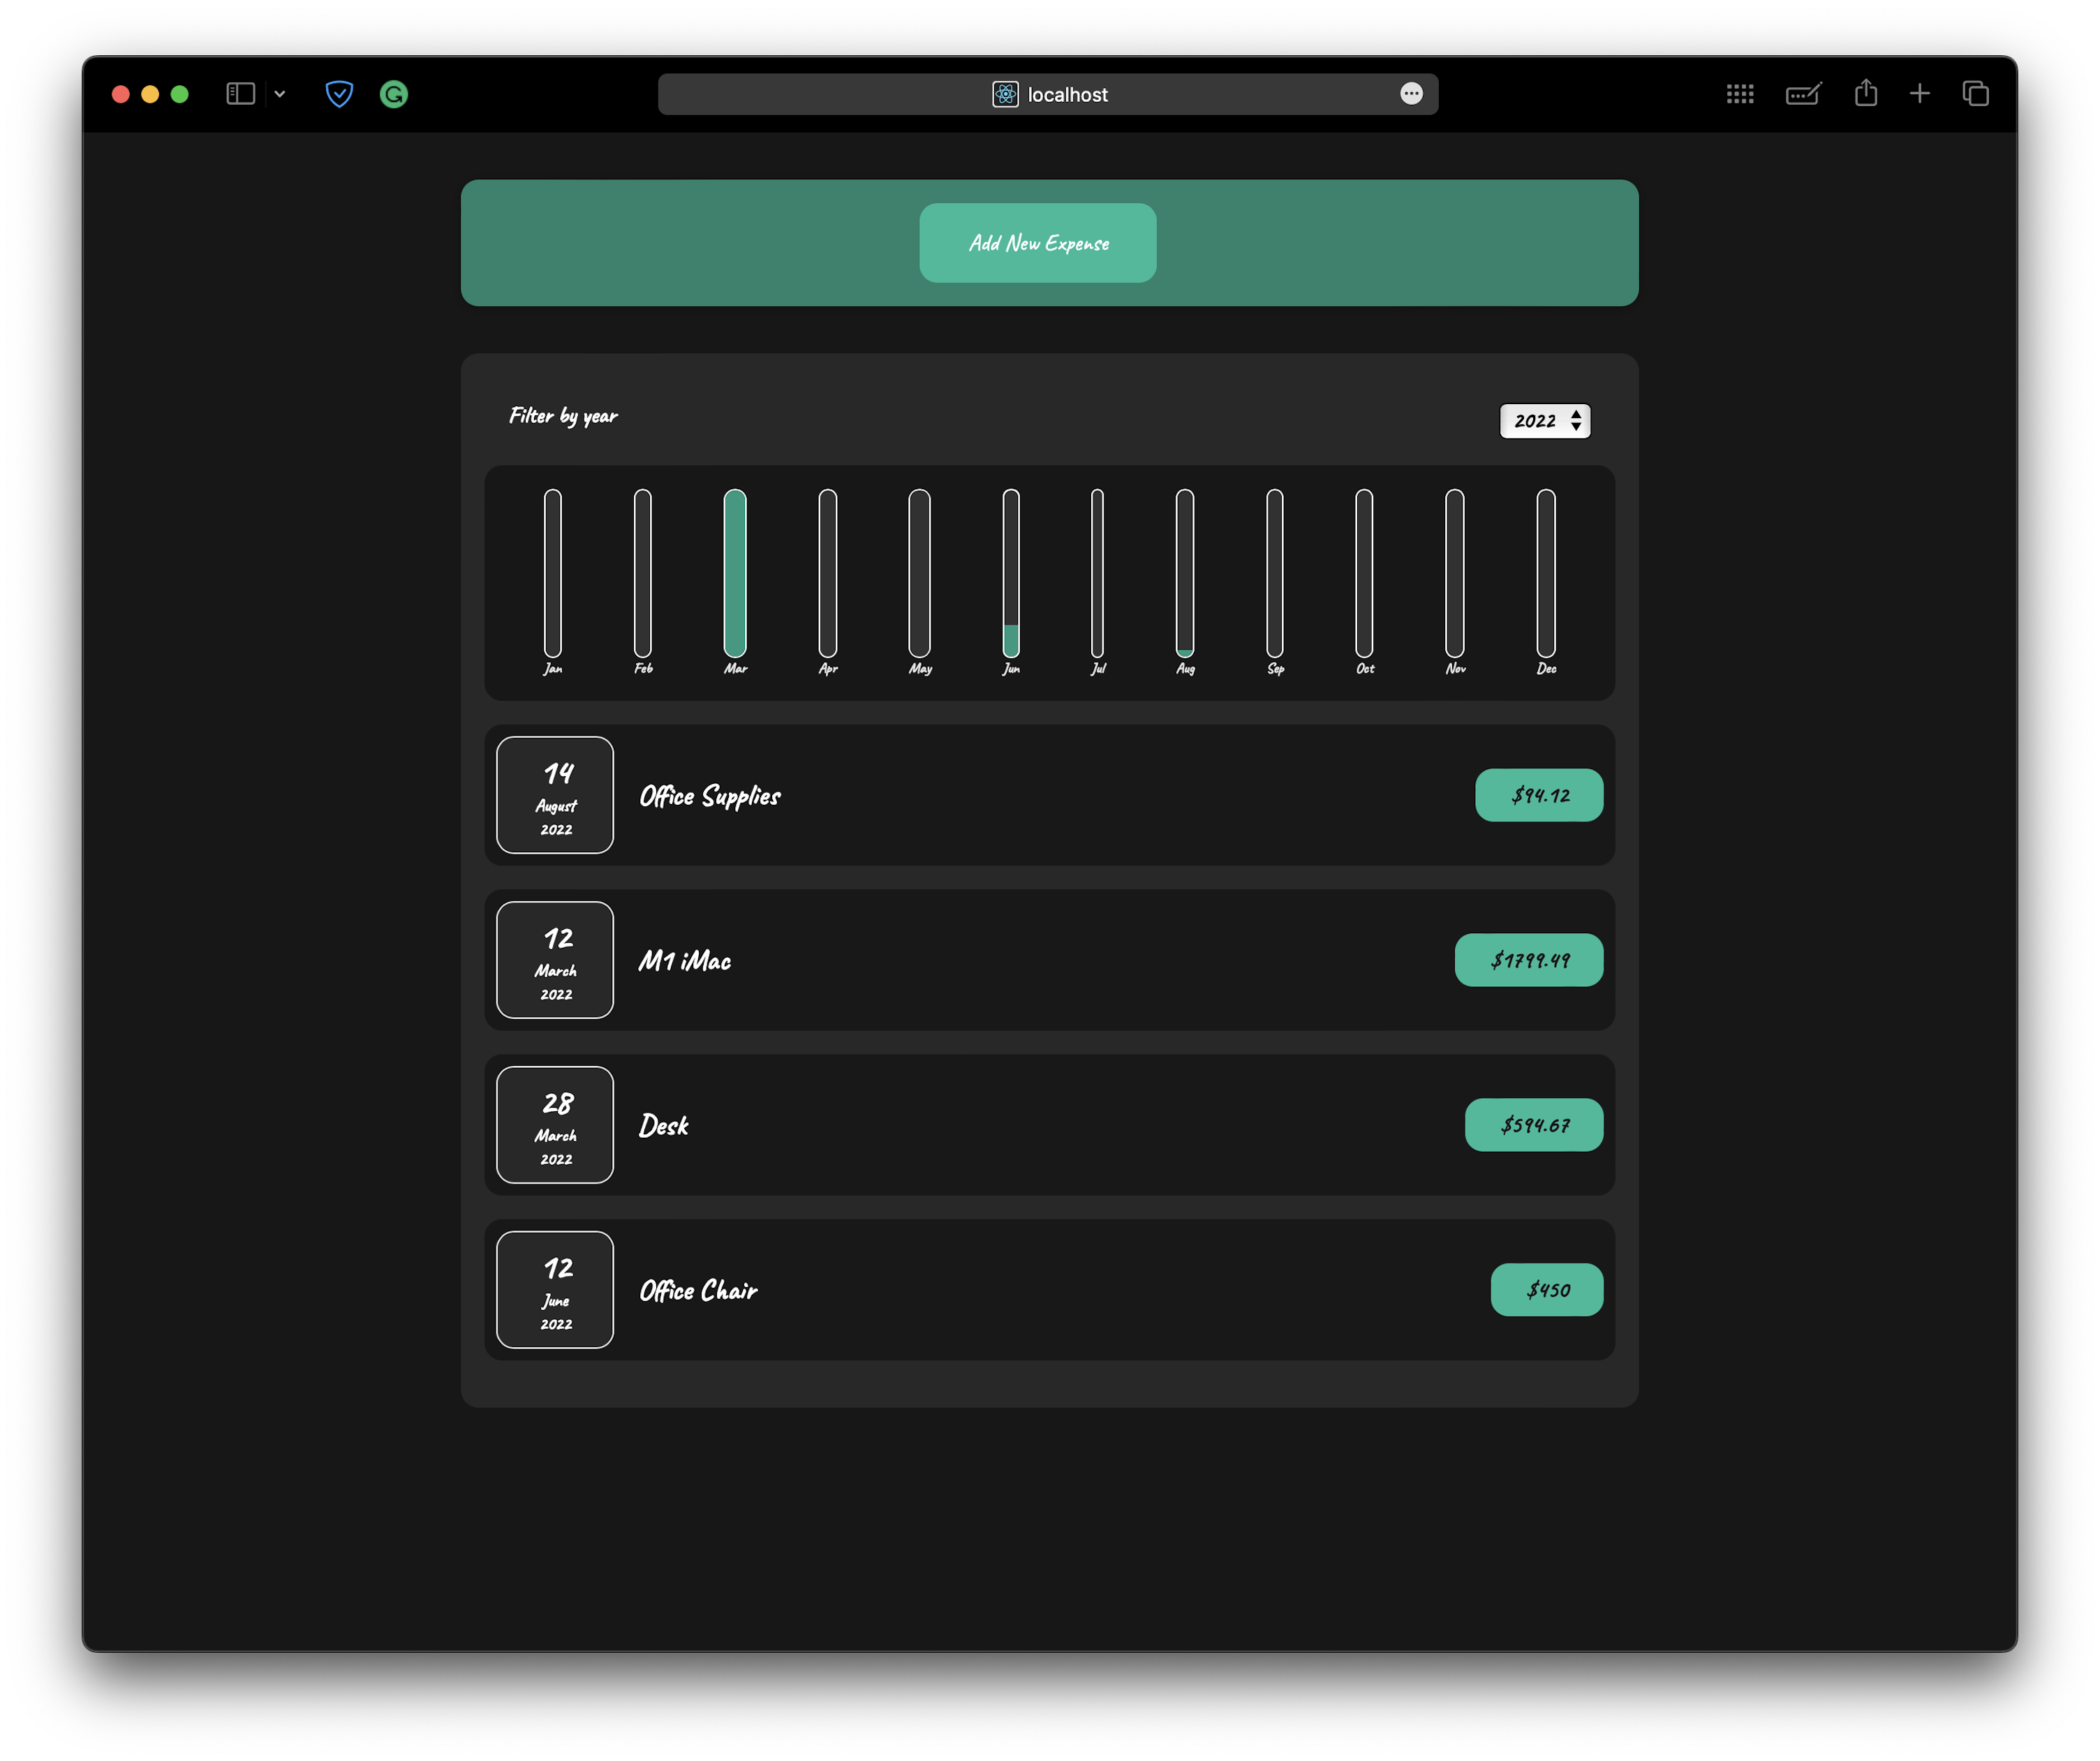 localhost
Add New Expense
Filter by year
2022
Jan Feb Mar Apr May Jun Jul Aug Sep Oct Nov Dec
14
August
2022
Office Supplies
$94.12
12
March
2022
M1 iMac
$1799.49
28
March
2022
Desk
$594.67
12
June
2022
Office Chair
$450